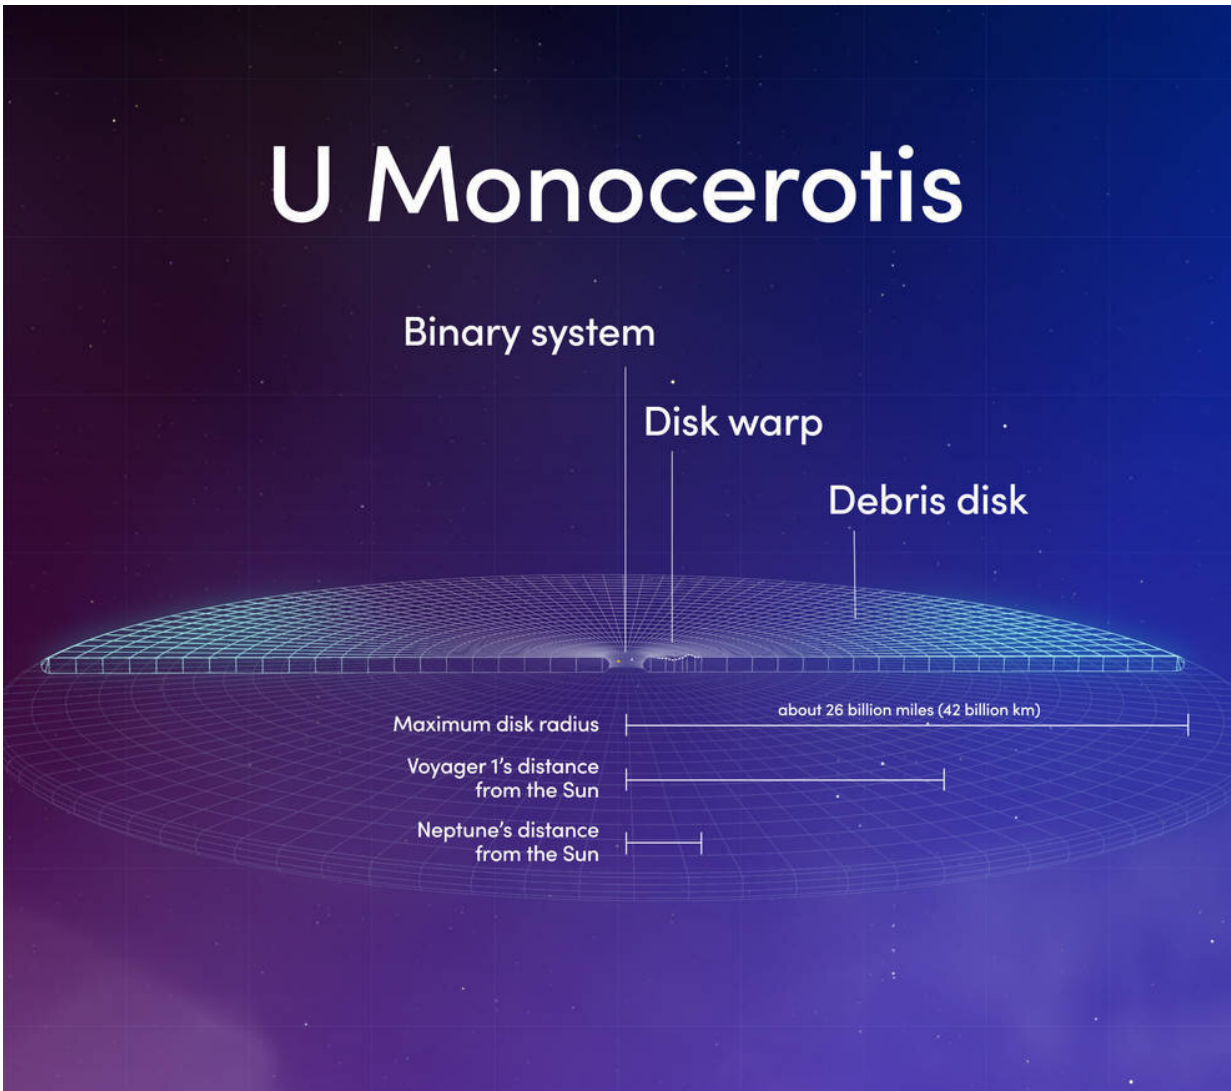 U Monocerotis
Binary system
Disk warp
Debris disk
Maximum disk radius
about 26 billion miles (42 billion km)
Voyager 1's distance
from the Sun
Neptune's distance
from the Sun